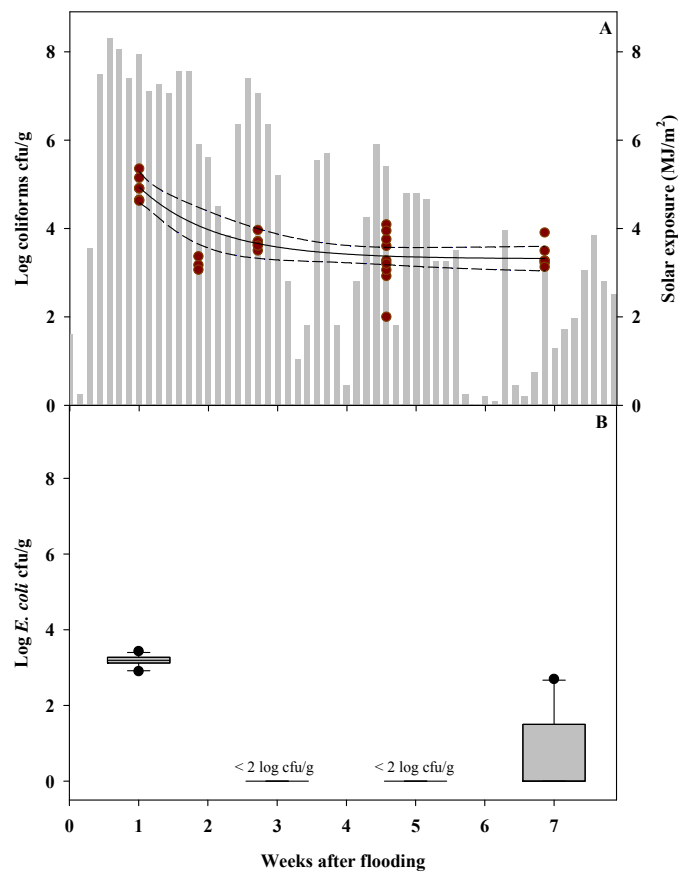 A
8
6
4
2
0
Log coliforms cfu/g
8
6
4
2
0
Solar exposure (MJ/m²)
B
8
6
4
2
0
Log E. coli cfu/g
< 2 log cfu/g
< 2 log cfu/g
0 1 2 3 4 5 6 7
Weeks after flooding